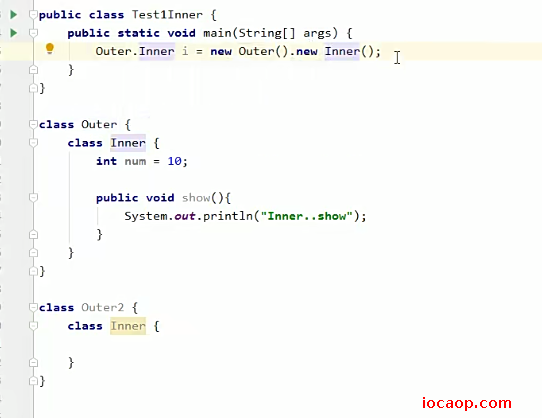 public class Test1Inner {
public static void main(String[] args) {
Outer.Inner i = new Outer().new Inner();
}
}
class Outer {
class Inner {
int num = 10;
public void show(){
System.out.println("Inner..show");
}
}
}
class Outer2 {
class Inner {
}
}
iocaop.com